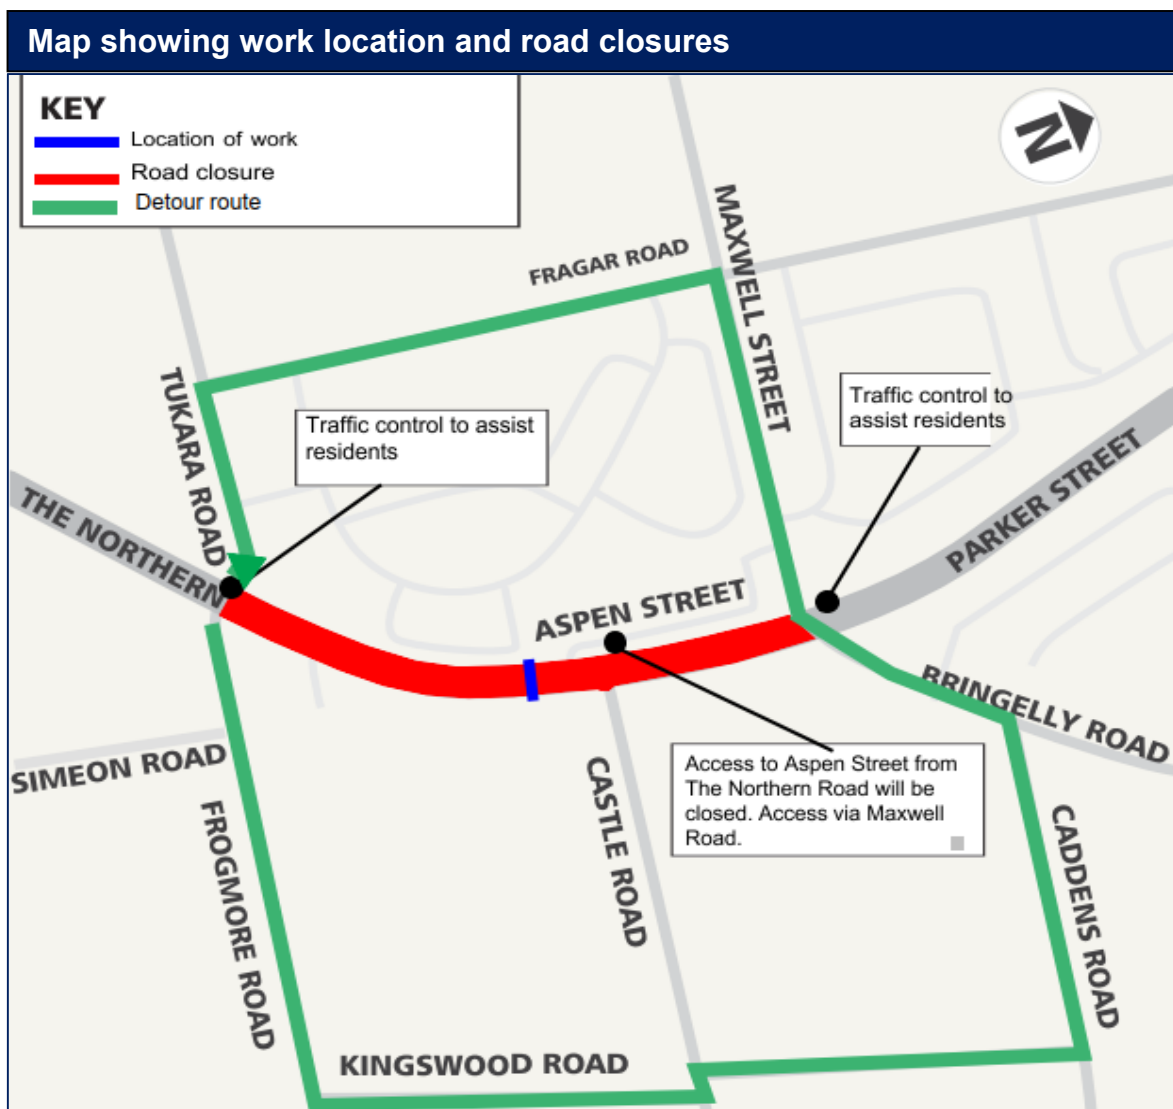 Map showing work location and road closures
KEY
Location of work
Road closure
Detour route
N
MAXWELL STREET
FRAGAR ROAD
TUKARA ROAD
Traffic control to assist
residents
Traffic control to
assist residents
THE NORTHERN
PARKER STREET
ASPEN STREET
BRINGELLY ROAD
SIMEON ROAD
Access to Aspen Street from
The Northern Road will be
closed. Access via Maxwell
Road.
CASTLE ROAD
FROGMORE ROAD
CADDENS ROAD
KINGSWOOD ROAD